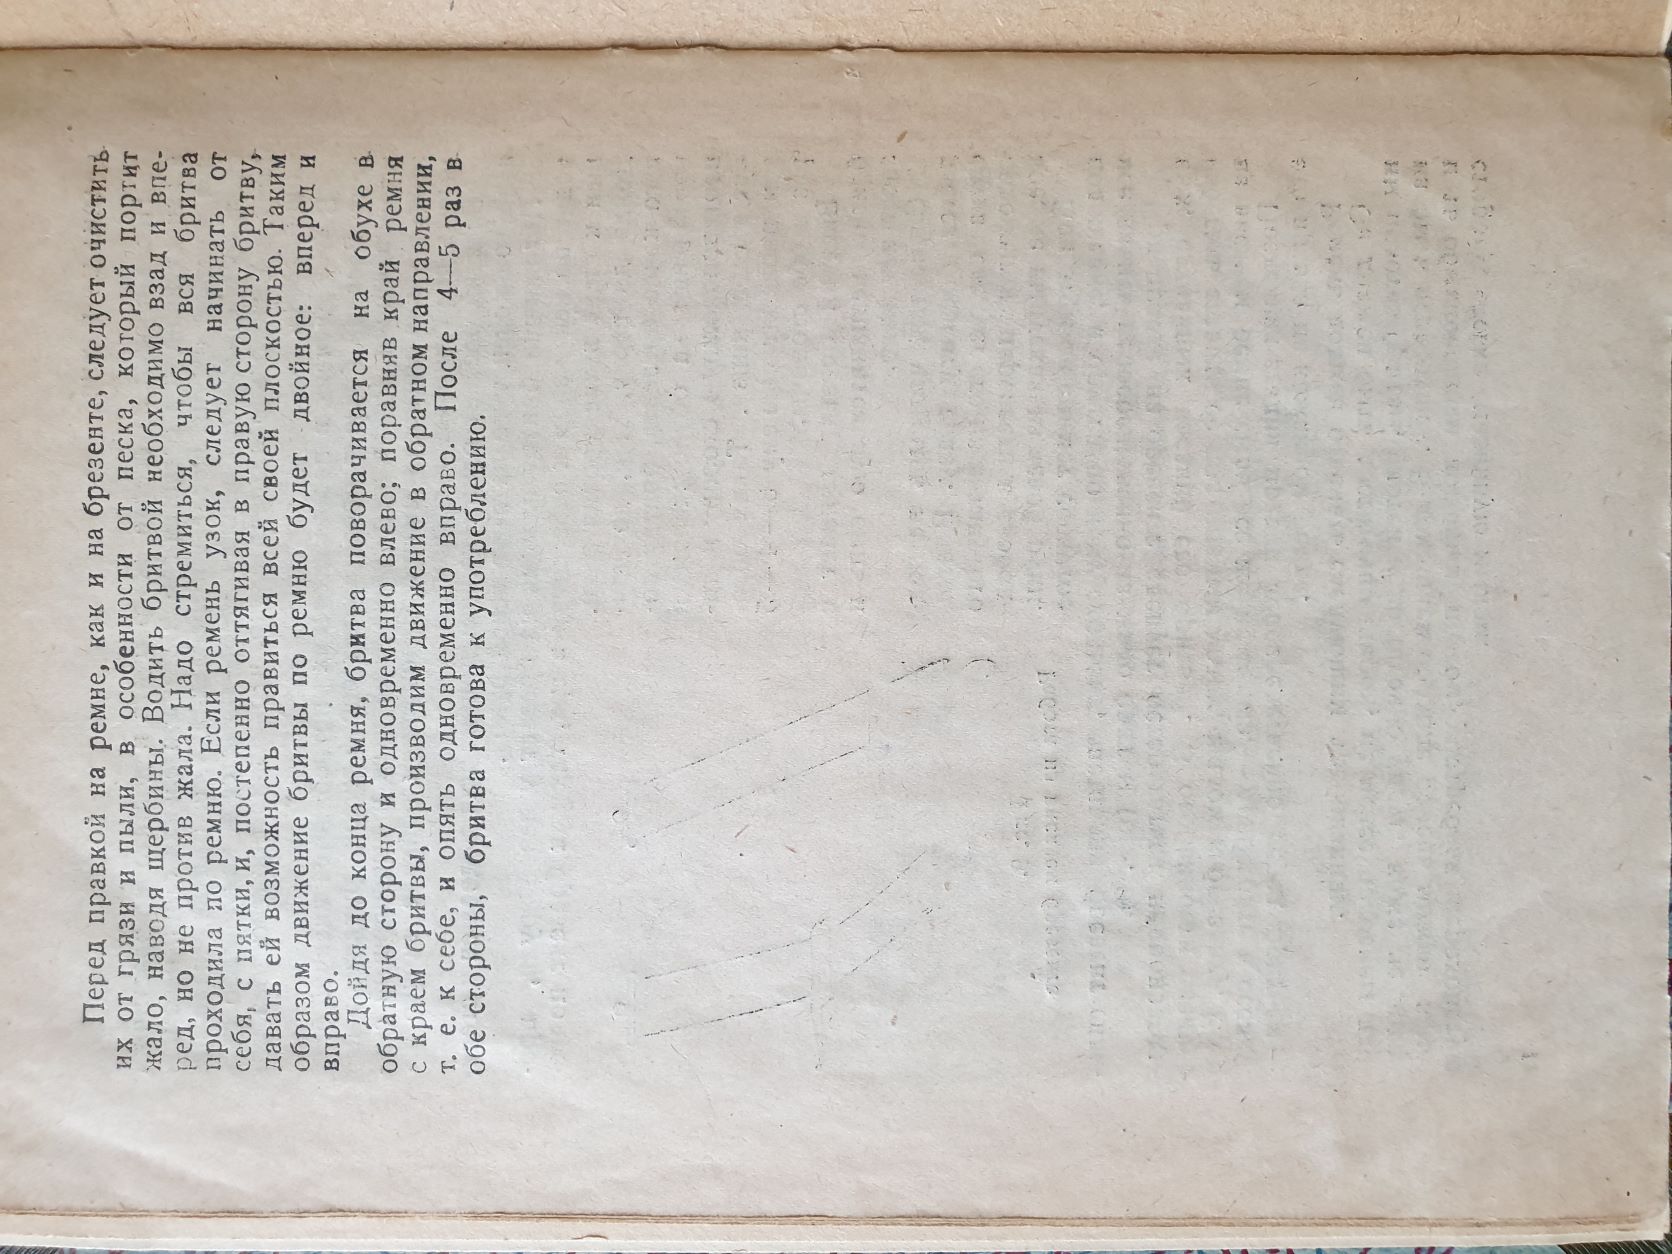 Перед правкой на ремне, как и на брезенте, следует очистить
их от грязи и пыли, в особенности от песка, который портит
жало, наводя щербины. Водить бритвой необходимо взад и впе-
ред, но не против жала. Надо стремиться, чтобы вся бритва
проходила по ремню. Если ремень узок, следует начинать от
себя, с пятки, и, постепенно оттягивая в правую сторону бритву,
давать ей возможность правиться всей своей плоскостью. Таким
образом движение бритвы по ремню будет двойное: вперед и
вправо.
Дойдя до конца ремня, бритва поворачивается на обухе в
обратную сторону и одновременно влево; поравняв край ремня
с краем бритвы, производим движение в обратном направлении,
т. е. к себе, и опять одновременно вправо. После 4—5 раз в
обе стороны, бритва готова к употреблению.